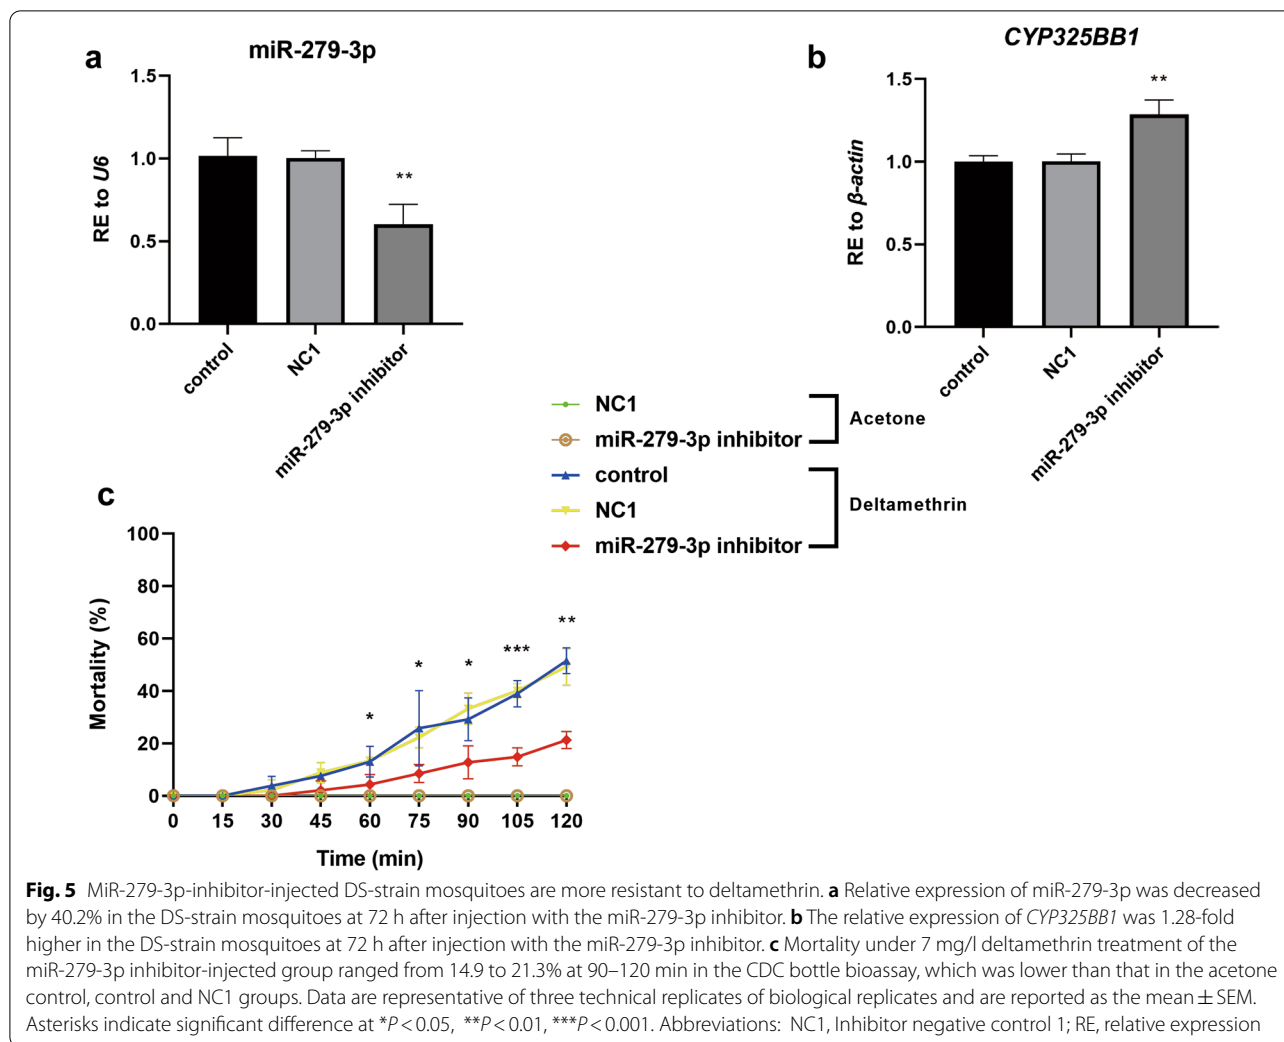 a
miR-279-3p
RE to U6
1.5
1.0
0.5
0.0
**
control
NC1
miR-279-3p inhibitor
b
CYP325BB1
RE to β-actin
1.5
1.0
0.5
0.0
**
control
NC1
miR-279-3p inhibitor
NC1
miR-279-3p inhibitor
Acetone
control
NC1
miR-279-3p inhibitor
Deltamethrin
c
Mortality (%)
100
80
60
40
20
0
* * * *** **
0 15 30 45 60 75 90 105 120
Time (min)
Fig. 5 MiR-279-3p-inhibitor-injected DS-strain mosquitoes are more resistant to deltamethrin. a Relative expression of miR-279-3p was decreased
by 40.2% in the DS-strain mosquitoes at 72 h after injection with the miR-279-3p inhibitor. b The relative expression of CYP325BB1 was 1.28-fold
higher in the DS-strain mosquitoes at 72 h after injection with the miR-279-3p inhibitor. c Mortality under 7 mg/l deltamethrin treatment of the
miR-279-3p inhibitor-injected group ranged from 14.9 to 21.3% at 90–120 min in the CDC bottle bioassay, which was lower than that in the acetone
control, control and NC1 groups. Data are representative of three technical replicates of biological replicates and are reported as the mean ± SEM.
Asterisks indicate significant difference at *P < 0.05, **P < 0.01, ***P < 0.001. Abbreviations: NC1, Inhibitor negative control 1; RE, relative expression